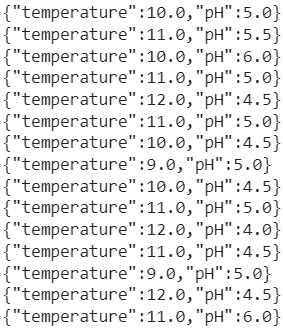 {"temperature":10.0,"pH":5.0}
{"temperature":11.0,"pH":5.5}
{"temperature":10.0,"pH":6.0}
{"temperature":11.0,"pH":5.0}
{"temperature":12.0,"pH":4.5}
{"temperature":11.0,"pH":5.0}
{"temperature":10.0,"pH":4.5}
{"temperature":9.0,"pH":5.0}
{"temperature":10.0,"pH":4.5}
{"temperature":11.0,"pH":5.0}
{"temperature":12.0,"pH":4.0}
{"temperature":11.0,"pH":4.5}
{"temperature":9.0,"pH":5.0}
{"temperature":12.0,"pH":4.5}
{"temperature":11.0,"pH":6.0}